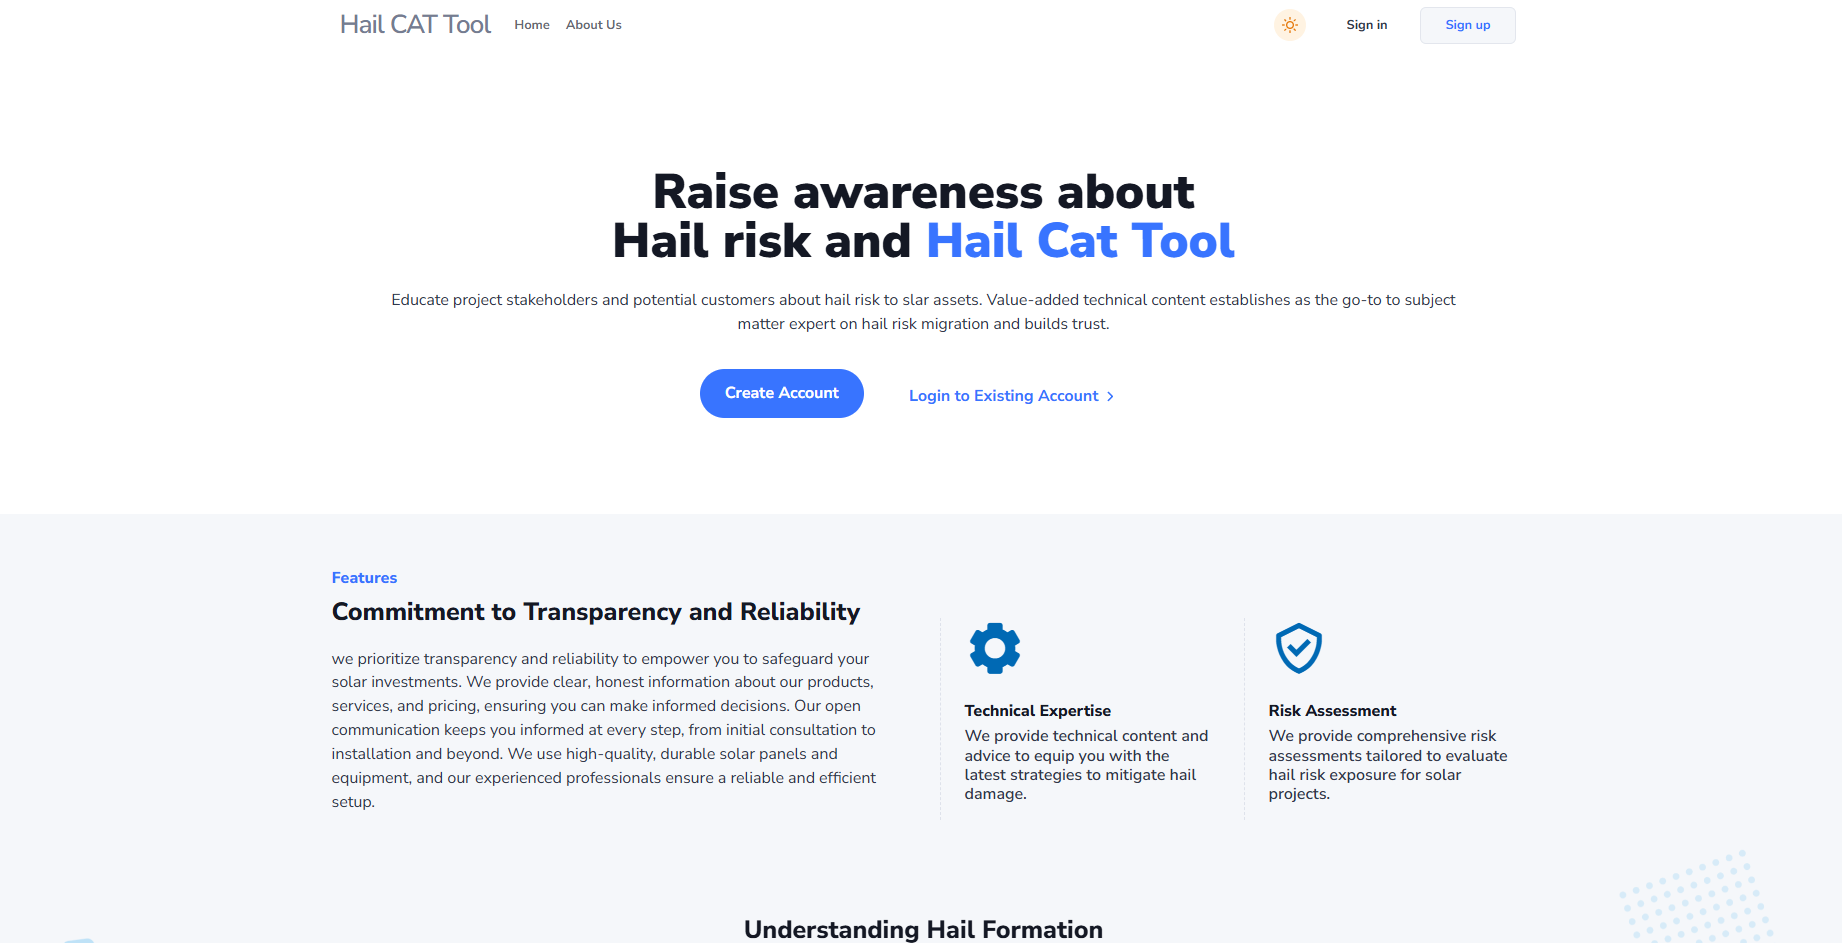 Hail CAT Tool
Home
About Us
Sign in
Sign up
Raise awareness about
Hail risk and Hail Cat Tool
Educate project stakeholders and potential customers about hail risk to slar assets. Value-added technical content establishes as the go-to to subject
matter expert on hail risk migration and builds trust.
Create Account
Login to Existing Account
Features
Commitment to Transparency and Reliability
we prioritize transparency and reliability to empower you to safeguard your
solar investments. We provide clear, honest information about our products,
services, and pricing, ensuring you can make informed decisions. Our open
communication keeps you informed at every step, from initial consultation to
installation and beyond. We use high-quality, durable solar panels and
equipment, and our experienced professionals ensure a reliable and efficient
setup.
Technical Expertise
We provide technical content and
advice to equip you with the
latest strategies to mitigate hail
damage.
Risk Assessment
We provide comprehensive risk
assessments tailored to evaluate
hail risk exposure for solar
projects.
Understanding Hail Formation